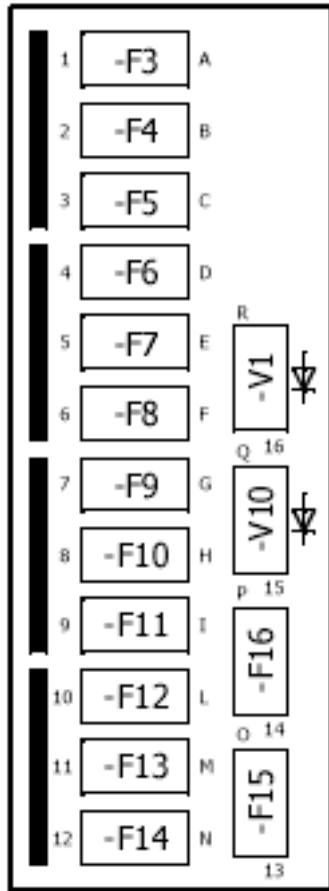 1 -F3 A
2 -F4 B
3 -F5 C
4 -F6 D
R
5 -F7 E
-V1
6 -F8 F
Q 16
7 -F9 G
-V10
8 -F10 H
P 15
9 -F11 I
-F16
10 -F12 L
O 14
11 -F13 M
-F15
12 -F14 N
13